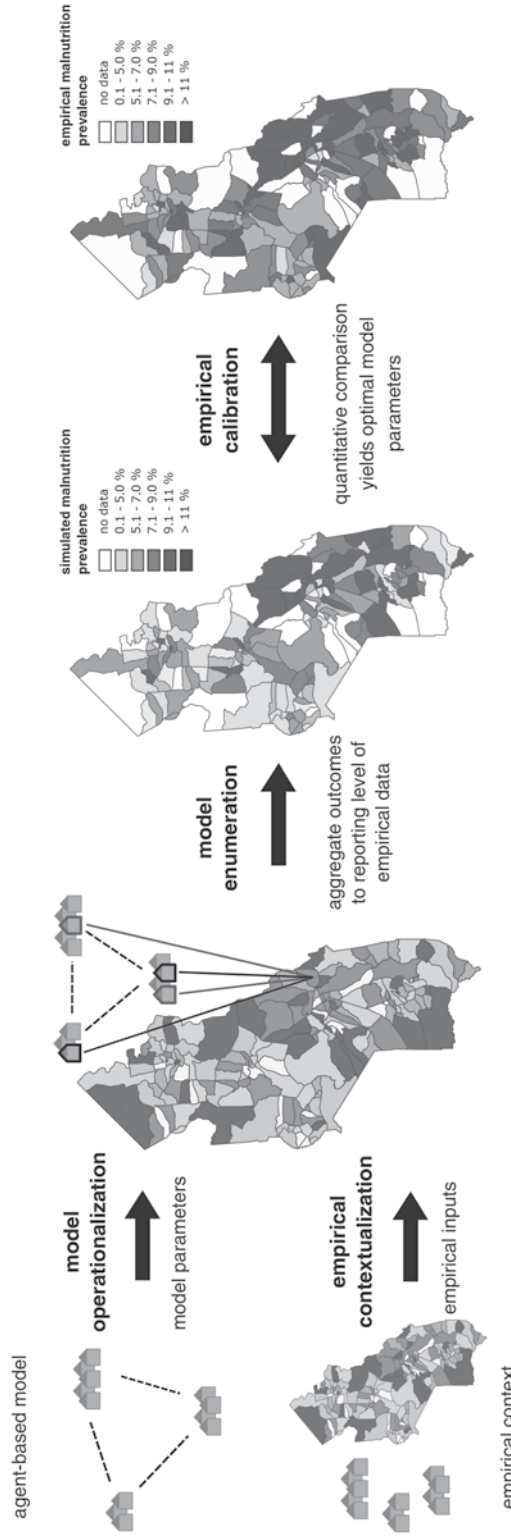 agent-based model
model
operationalization
model parameters
empirical
contextualization
empirical inputs
empirical context
model
enumeration
aggregate outcomes
to reporting level of
empirical data
simulated malnutrition
prevalence
no data
0.1 - 5.0 %
5.1 - 7.0 %
7.1 - 9.0 %
9.1 - 11 %
> 11 %
empirical
calibration
quantitative comparison
yields optimal model
parameters
empirical malnutrition
prevalence
no data
0.1 - 5.0 %
5.1 - 7.0 %
7.1 - 9.0 %
9.1 - 11 %
> 11 %